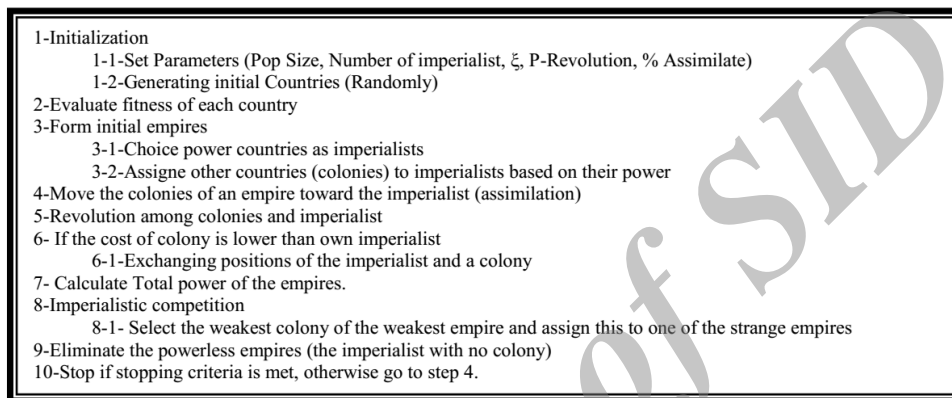 1-Initialization
1-1-Set Parameters (Pop Size, Number of imperialist, ξ, P-Revolution, % Assimilate)
1-2-Generating initial Countries (Randomly)
2-Evaluate fitness of each country
3-Form initial empires
3-1-Choice power countries as imperialists
3-2-Assigne other countries (colonies) to imperialists based on their power
4-Move the colonies of an empire toward the imperialist (assimilation)
5-Revolution among colonies and imperialist
6- If the cost of colony is lower than own imperialist
6-1-Exchanging positions of the imperialist and a colony
7- Calculate Total power of the empires.
8-Imperialistic competition
8-1- Select the weakest colony of the weakest empire and assign this to one of the strange empires
9-Eliminate the powerless empires (the imperialist with no colony)
10-Stop if stopping criteria is met, otherwise go to step 4.
of SID